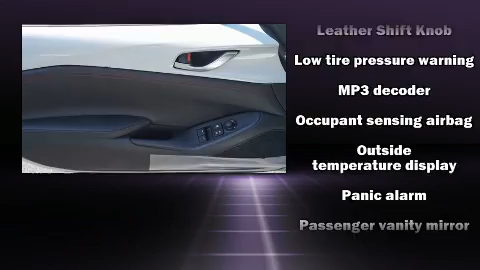 Leather Shift Knob
Low tire pressure warning
MP3 decoder
Occupant sensing airbag
Outside
temperature display
Panic alarm
Passenger vanity mirror